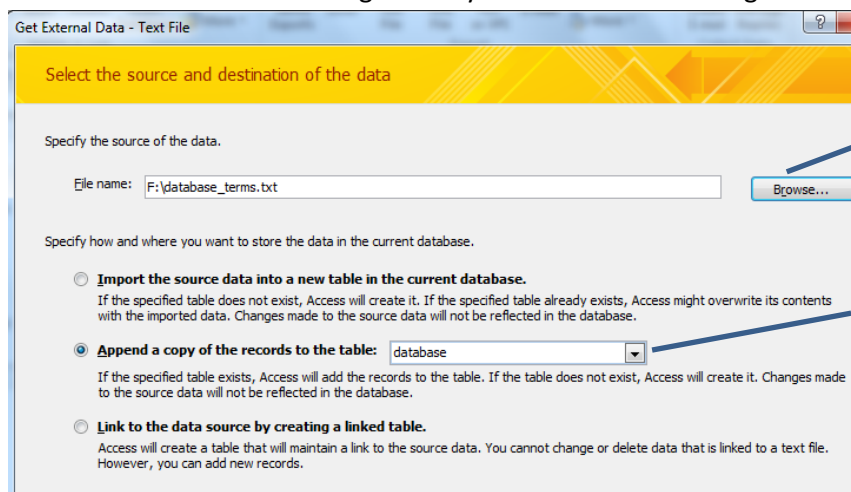 Get External Data - Text File
Select the source and destination of the data
Specify the source of the data.
File name: F:\database_terms.txt Browse...
Specify how and where you want to store the data in the current database.
Import the source data into a new table in the current database.
If the specified table does not exist, Access will create it. If the specified table already exists, Access might overwrite its contents
with the imported data. Changes made to the source data will not be reflected in the database.
Append a copy of the records to the table: database
If the specified table exists, Access will add the records to the table. If the table does not exist, Access will create it. Changes made
to the source data will not be reflected in the database.
Link to the data source by creating a linked table.
Access will create a table that will maintain a link to the source data. You cannot change or delete data that is linked to a text file.
However, you can add new records.